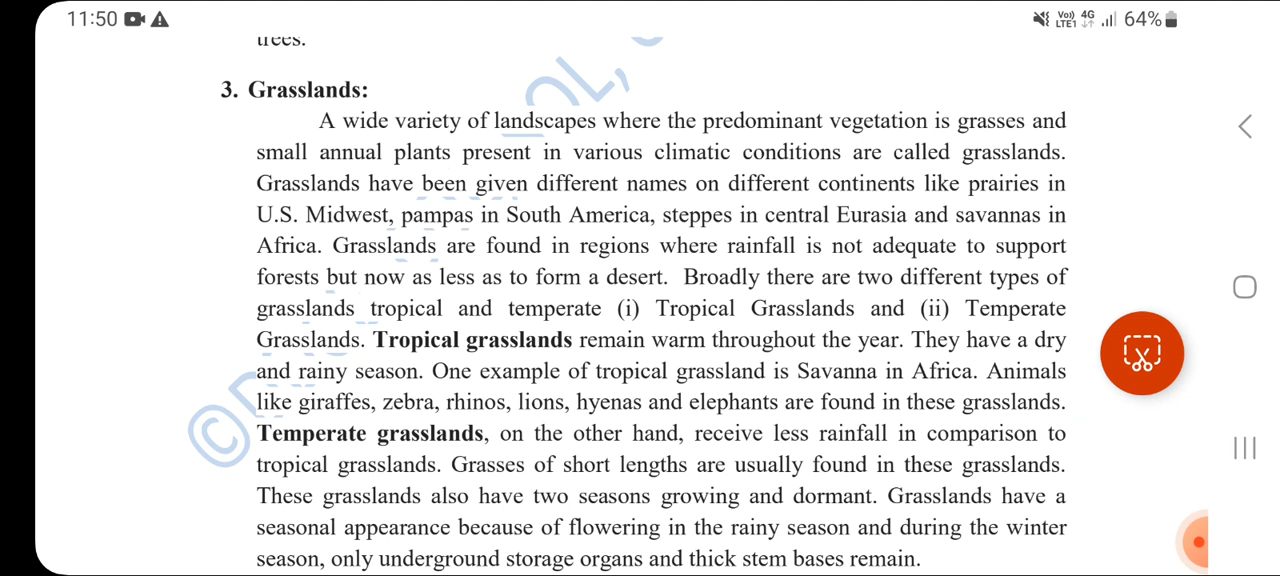 11:50
Vo)) 4G
LTE1
64%
trees.
3. Grasslands:
A wide variety of landscapes where the predominant vegetation is grasses and
small annual plants present in various climatic conditions are called grasslands.
Grasslands have been given different names on different continents like prairies in
U.S. Midwest, pampas in South America, steppes in central Eurasia and savannas in
Africa. Grasslands are found in regions where rainfall is not adequate to support
forests but now as less as to form a desert. Broadly there are two different types of
grasslands tropical and temperate (i) Tropical Grasslands and (ii) Temperate
Grasslands. Tropical grasslands remain warm throughout the year. They have a dry
and rainy season. One example of tropical grassland is Savanna in Africa. Animals
like giraffes, zebra, rhinos, lions, hyenas and elephants are found in these grasslands.
Temperate grasslands, on the other hand, receive less rainfall in comparison to
tropical grasslands. Grasses of short lengths are usually found in these grasslands.
These grasslands also have two seasons growing and dormant. Grasslands have a
seasonal appearance because of flowering in the rainy season and during the winter
season, only underground storage organs and thick stem bases remain.